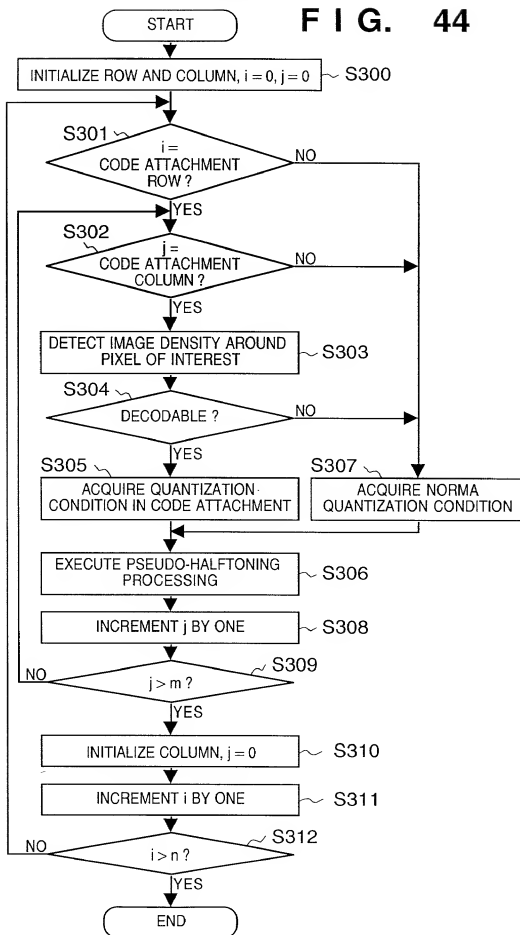 FIG. 44
START
INITIALIZE ROW AND COLUMN, i = 0, j = 0
S300
S301
i =
CODE ATTACHMENT
ROW ?
NO
YES
S302
j =
CODE ATTACHMENT
COLUMN ?
NO
YES
DETECT IMAGE DENSITY AROUND
PIXEL OF INTEREST
S303
S304
DECODABLE ?
NO
YES
S305
ACQUIRE QUANTIZATION
CONDITION IN CODE ATTACHMENT
S307
ACQUIRE NORMA
QUANTIZATION CONDITION
EXECUTE PSEUDO-HALFTONING
PROCESSING
S306
INCREMENT j BY ONE
S308
S309
NO
j > m ?
YES
INITIALIZE COLUMN, j = 0
S310
INCREMENT i BY ONE
S311
S312
NO
i > n ?
YES
END